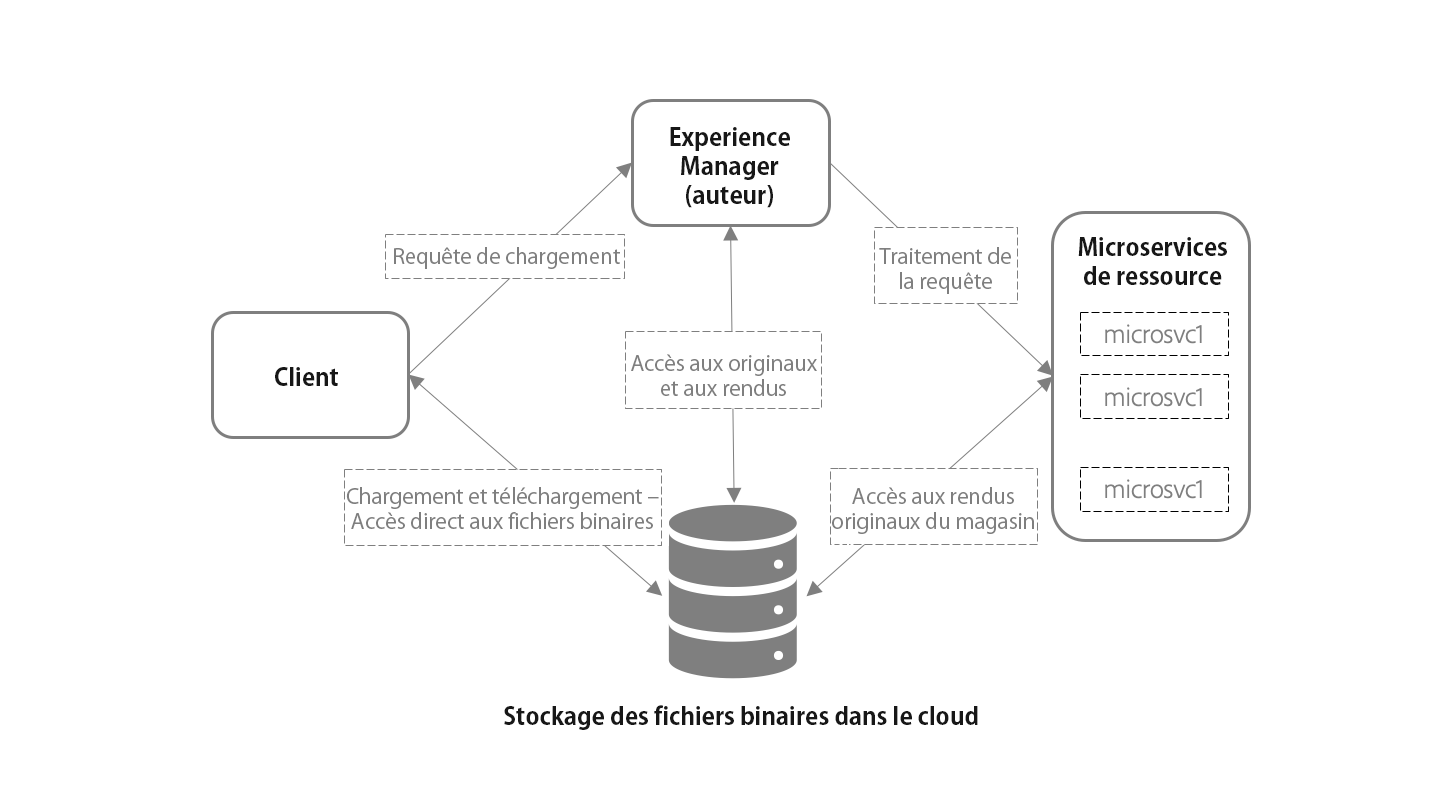 Experience
Manager
(auteur)
Requête de chargement
Traitement de
la requête
Microservices
de ressource
microsvc1
microsvc1
microsvc1
Client
Accès aux originaux
et aux rendus
Chargement et téléchargement –
Accès direct aux fichiers binaires
Accès aux rendus
originaux du magasin
Stockage des fichiers binaires dans le cloud